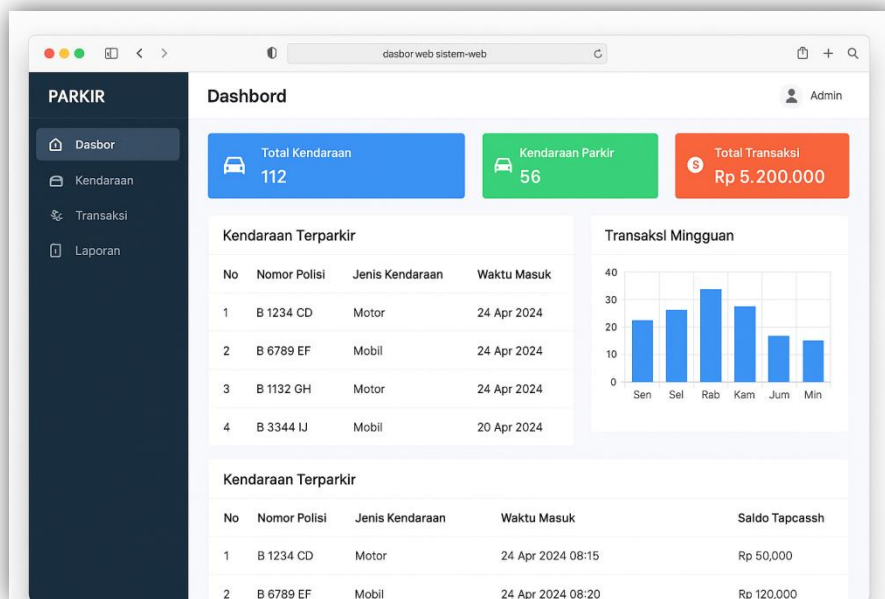 dasbor web sistem-web
PARKIR
Dasbor
Kendaraan
Transaksi
Laporan
Dashbord
Admin
Total Kendaraan
112
Kendaraan Parkir
56
S
Total Transaksi
Rp 5.200.000
Kendaraan Terparkir
No Nomor Polisi Jenis Kendaraan Waktu Masuk
1 B 1234 CD Motor 24 Apr 2024
2 B 6789 EF Mobil 24 Apr 2024
3 B 1132 GH Motor 24 Apr 2024
4 B 3344 IJ Mobil 20 Apr 2024
Transaksl Mingguan
40
30
20
10
0
Sen Sel Rab Kam Jum Min
Kendaraan Terparkir
No Nomor Polisi Jenis Kendaraan Waktu Masuk Saldo Tapcassh
1 B 1234 CD Motor 24 Apr 2024 08:15 Rp 50,000
2 B 6789 EF Mobil 24 Apr 2024 08:20 Rp 120.000